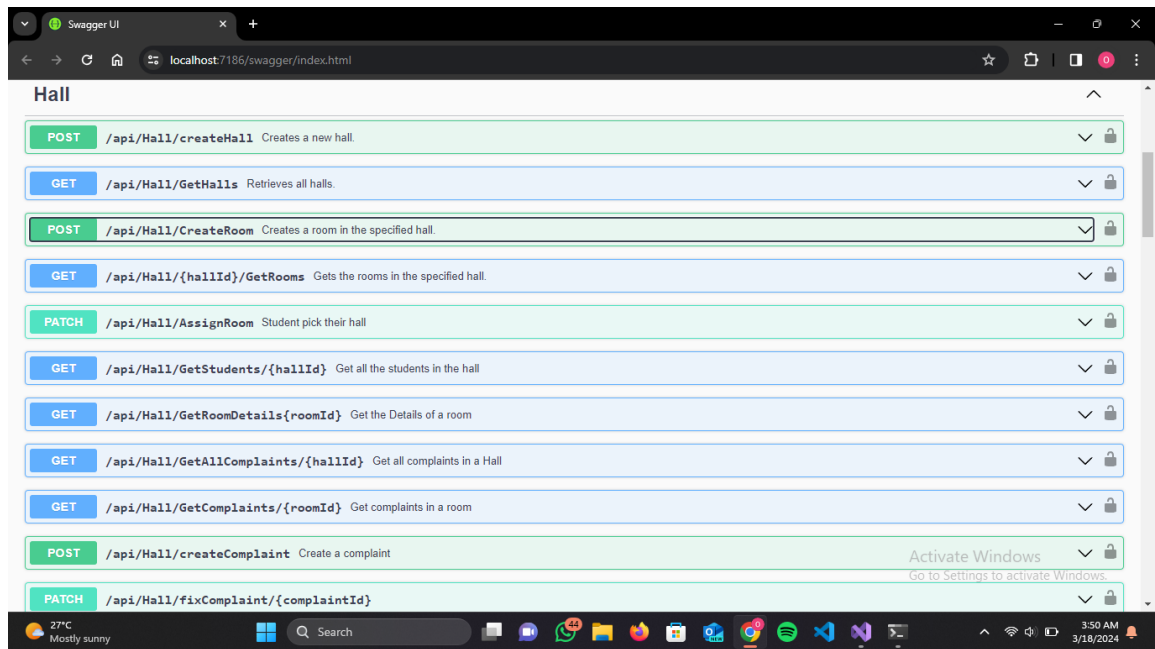 Swagger UI
localhost:7186/swagger/index.html
O
Hall
POST /api/Hall/createHall Creates a new hall.
GET /api/Hall/GetHalls Retrieves all halls.
POST /api/Hall/CreateRoom Creates a room in the specified hall.
GET /api/Hall/{hallId}/GetRooms Gets the rooms in the specified hall.
PATCH /api/Hall/AssignRoom Student pick their hall
GET /api/Hall/GetStudents/{hallId} Get all the students in the hall
GET /api/Hall/GetRoomDetails{roomId} Get the Details of a room
GET /api/Hall/GetAllComplaints/{hallId} Get all complaints in a Hall
GET /api/Hall/GetComplaints/{roomId} Get complaints in a room
POST /api/Hall/createComplaint Create a complaint
Activate Windows
Go to Settings to activate Windows.
PATCH /api/Hall/fixComplaint/{complaintId}
27°C
Mostly sunny
Search
44
NEW
3:50 AM
3/18/2024